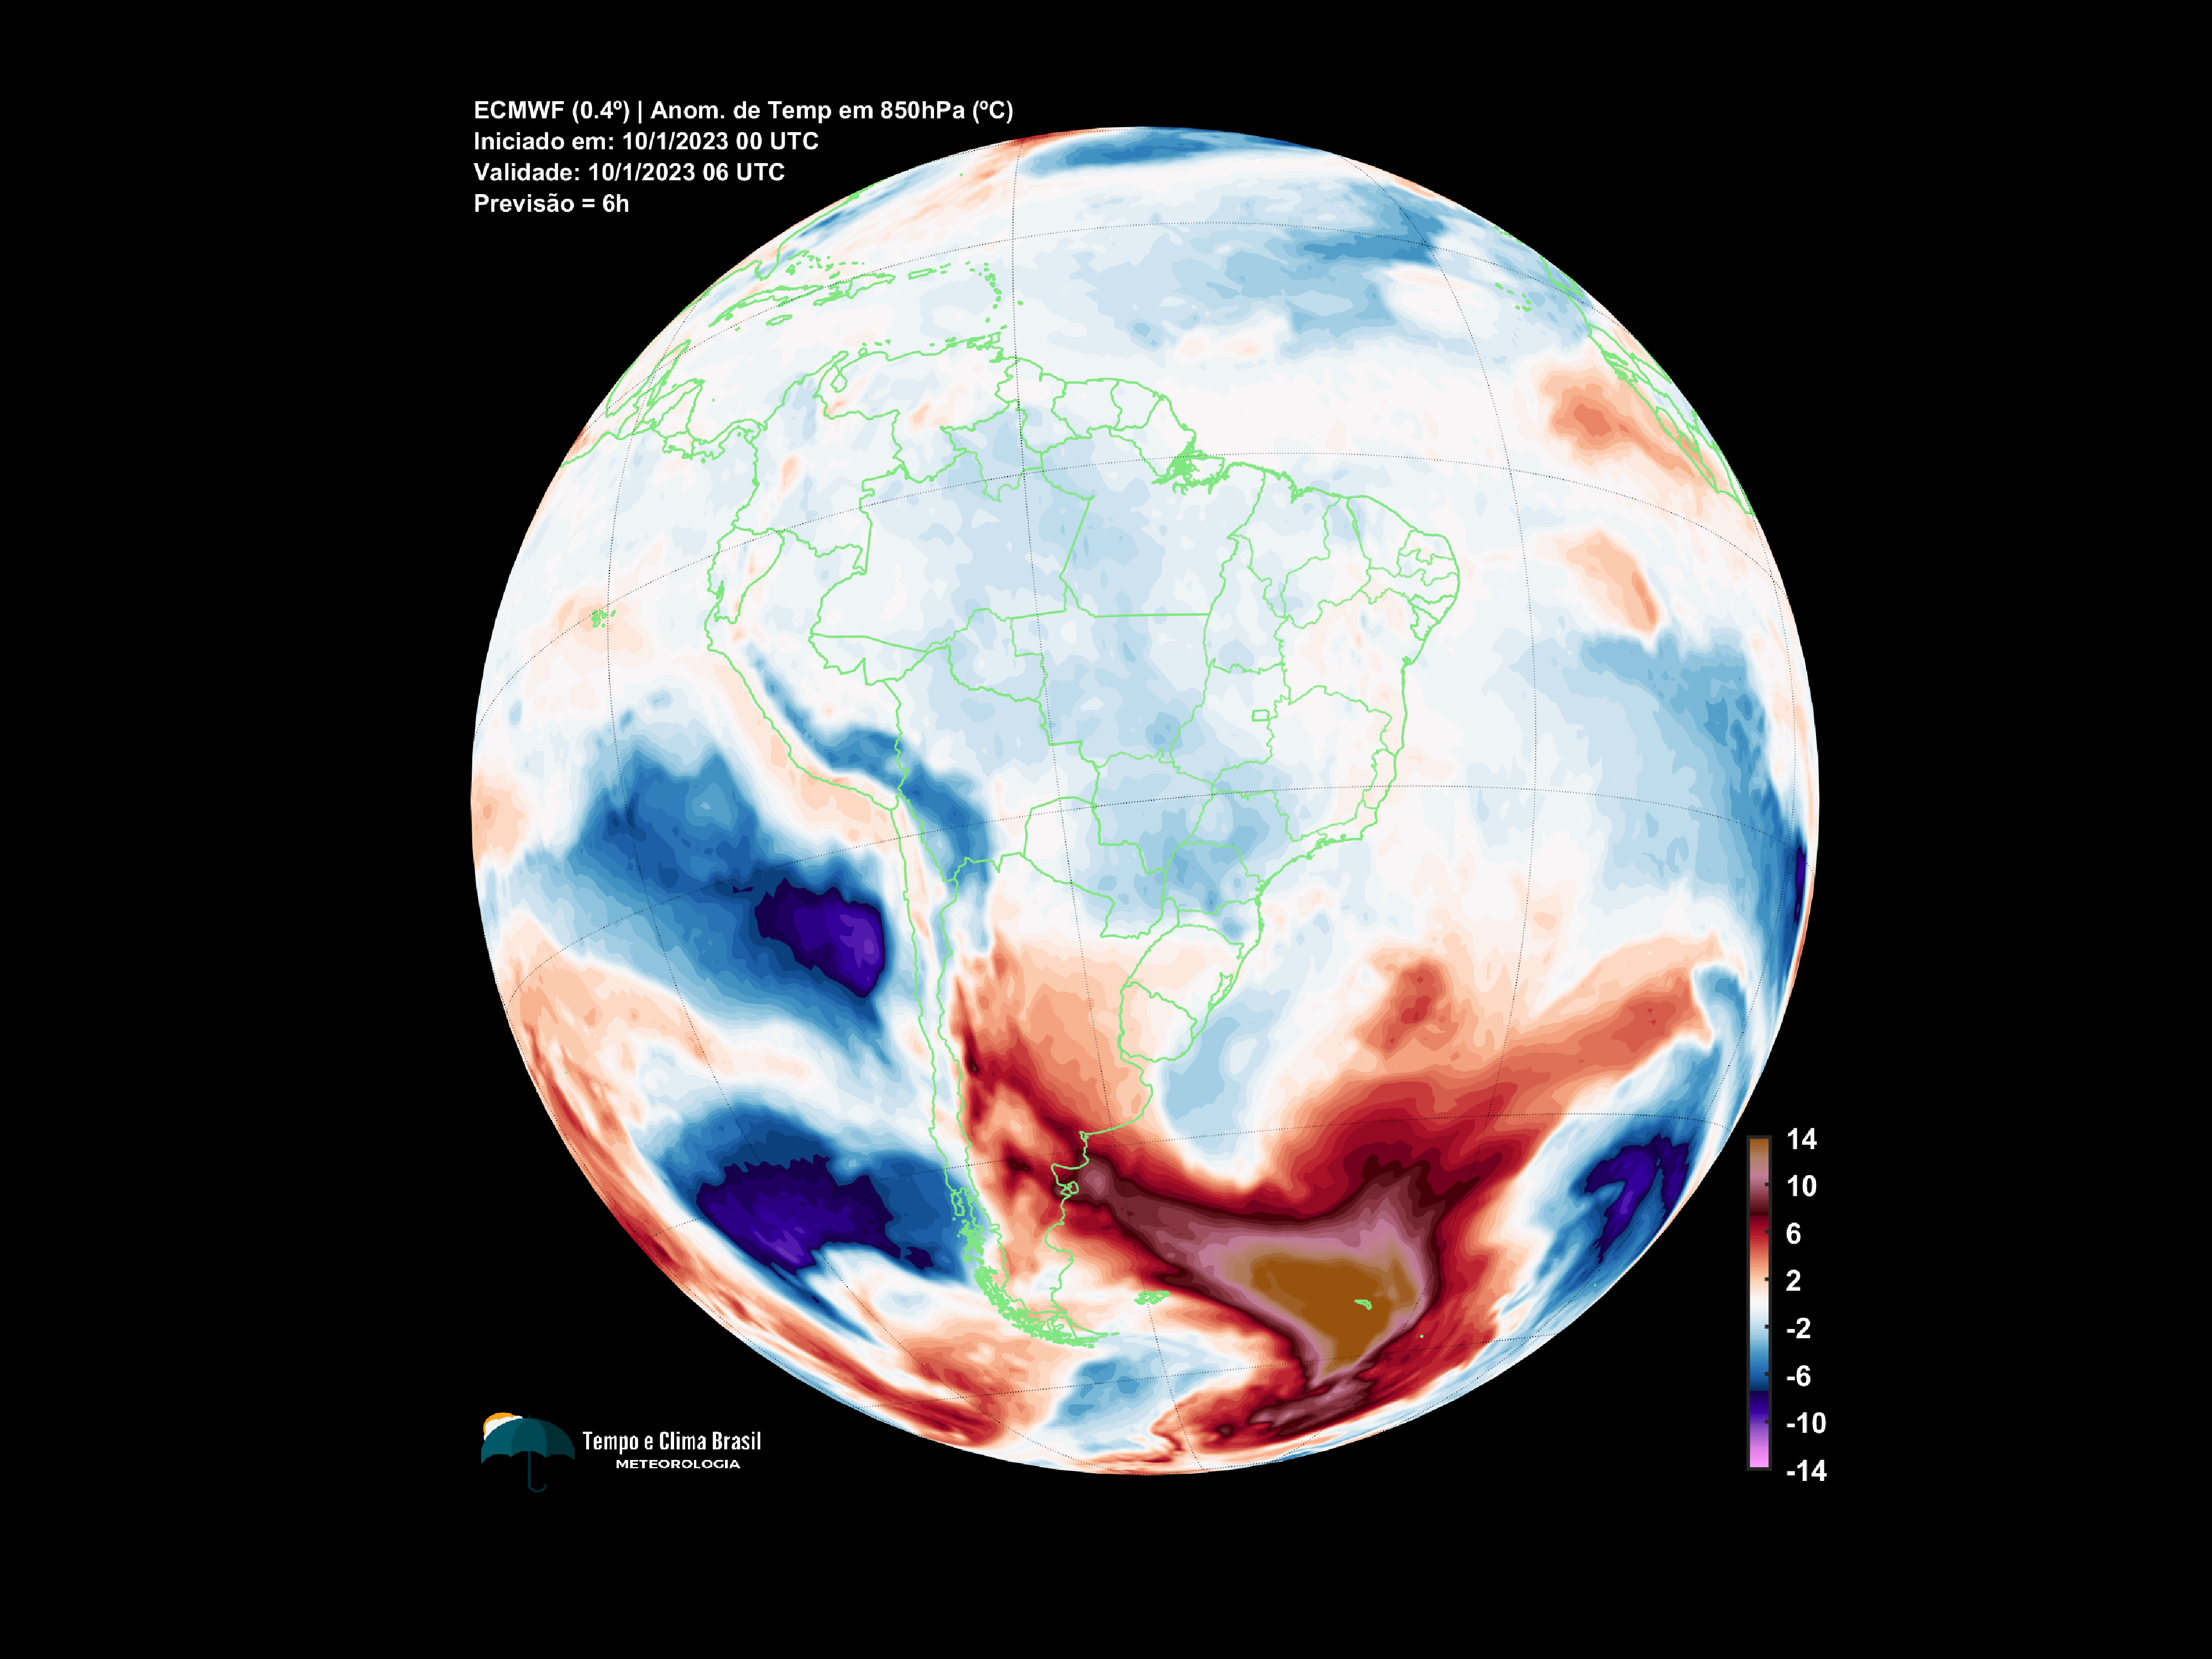 ECMWF (0.4º) | Anom. de Temp em 850hPa (ºC)
Iniciado em: 10/1/2023 00 UTC
Validade: 10/1/2023 06 UTC
Previsão = 6h
14
10
6
2
-2
-6
-10
-14
Tempo e Clima Brasil
METEOROLOGIA